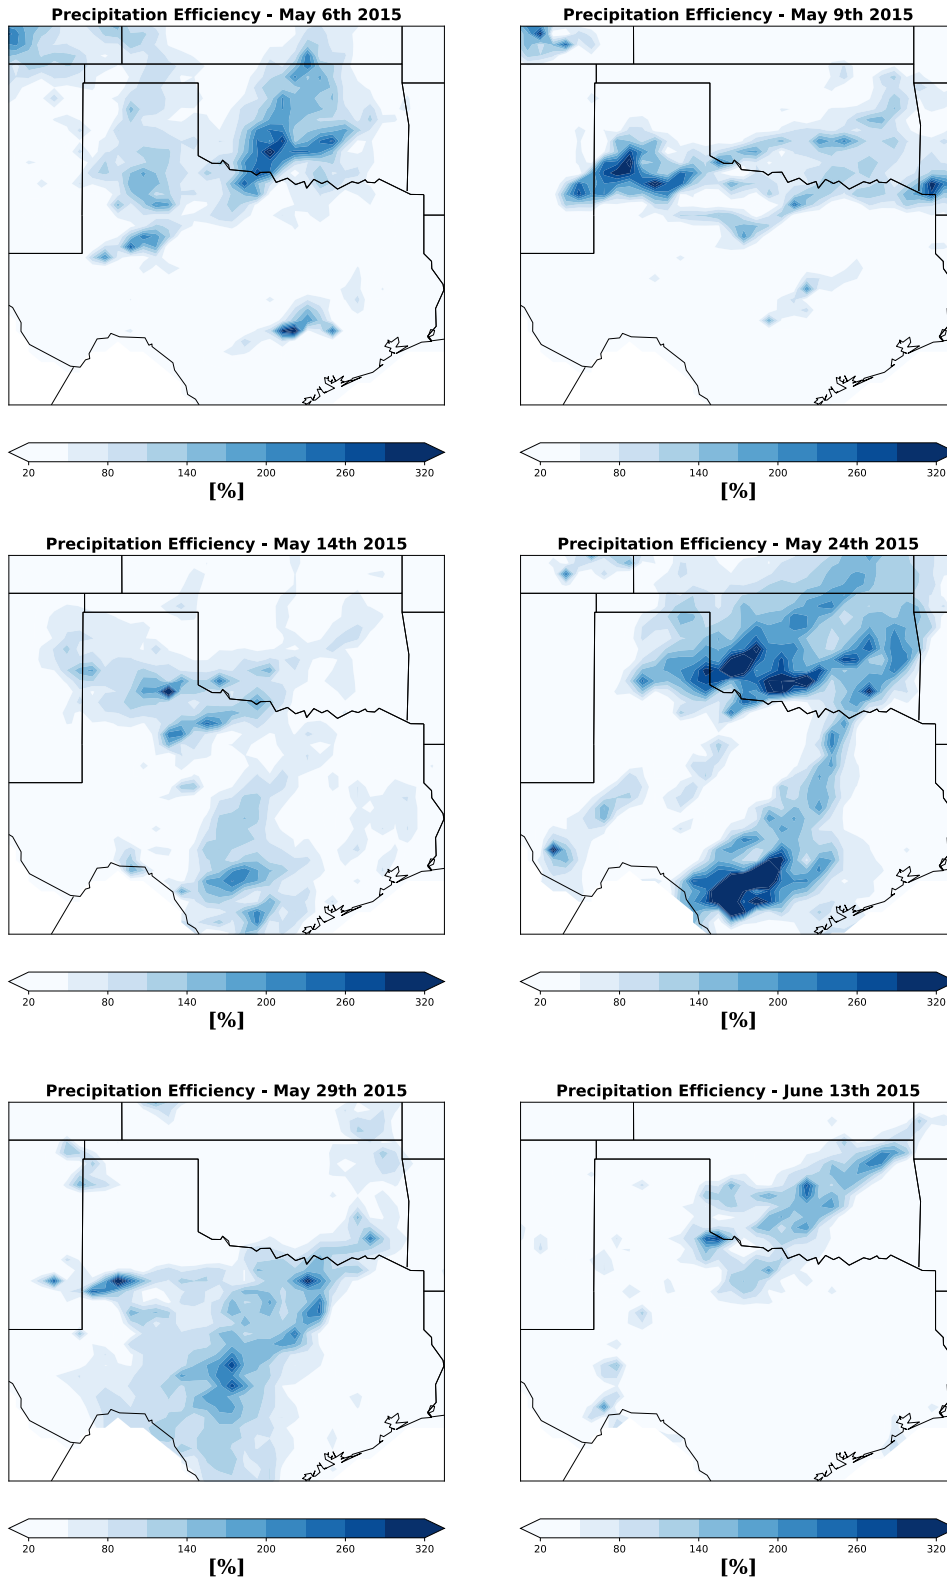 Precipitation Efficiency - May 6th 2015
Precipitation Efficiency - May 9th 2015
20 80 140 200 260 320
[%]
20 80 140 200 260 320
[%]
Precipitation Efficiency - May 14th 2015
Precipitation Efficiency - May 24th 2015
20 80 140 200 260 320
[%]
20 80 140 200 260 320
[%]
Precipitation Efficiency - May 29th 2015
Precipitation Efficiency - June 13th 2015
20 80 140 200 260 320
[%]
20 80 140 200 260 320
[%]